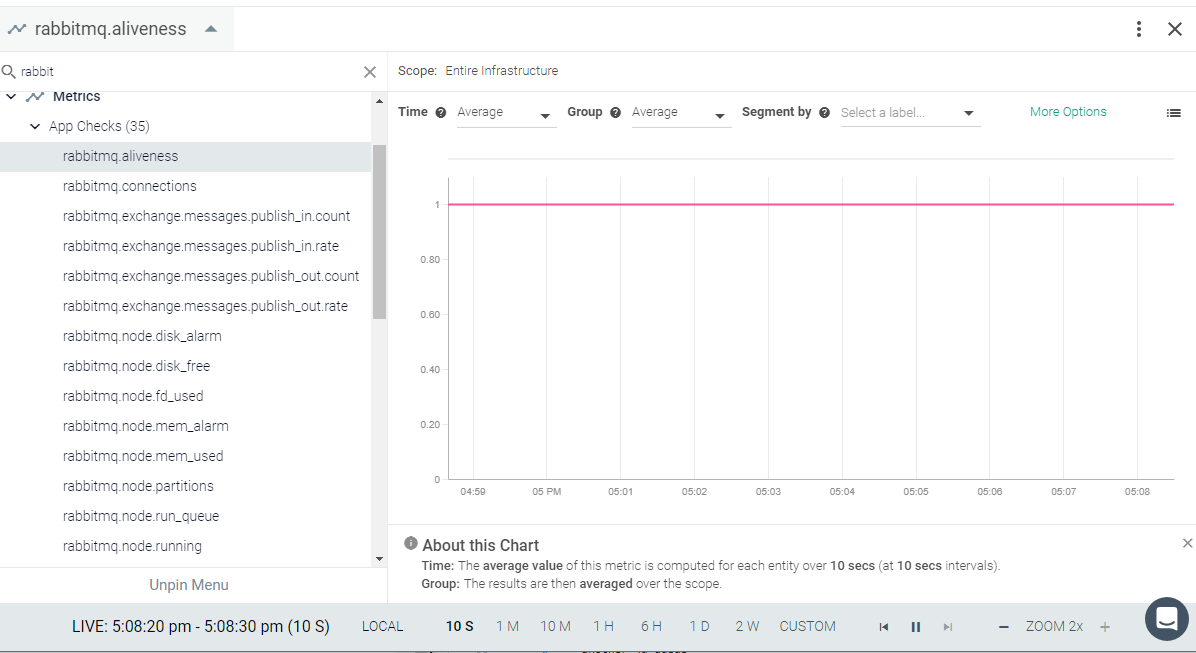 rabbitmq.aliveness
rabbit
Metrics
App Checks (35)
rabbitmq.aliveness
rabbitmq.connections
rabbitmq.exchange.messages.publish_in.count
rabbitmq.exchange.messages.publish_in.rate
rabbitmq.exchange.messages.publish_out.count
rabbitmq.exchange.messages.publish_out.rate
rabbitmq.node.disk_alarm
rabbitmq.node.disk_free
rabbitmq.node.fd_used
rabbitmq.node.mem_alarm
rabbitmq.node.mem_used
rabbitmq.node.partitions
rabbitmq.node.run_queue
rabbitmq.node.running
Unpin Menu
Scope: Entire Infrastructure
Time ? Average Group ? Average Segment by ? Select a label... More Options
1
0.80
0.60
0.40
0.20
0
04:59 05 PM 05:01 05:02 05:03 05:04 05:05 05:06 05:07 05:08
About this Chart
Time: The average value of this metric is computed for each entity over 10 secs (at 10 secs intervals).
Group: The results are then averaged over the scope.
LIVE: 5:08:20 pm - 5:08:30 pm (10 S) LOCAL 10 S 1 M 10 M 1 H 6 H 1 D 2 W CUSTOM ZOOM 2x